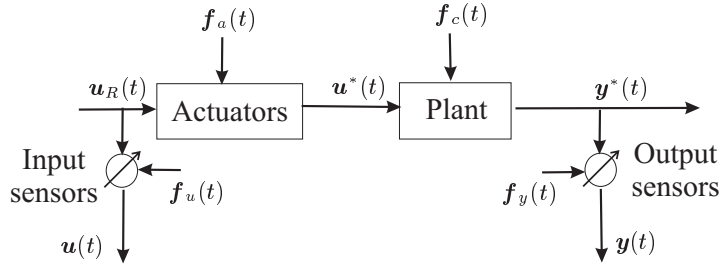 f_a(t)
f_c(t)
u_R(t)
Actuators
u*(t)
Plant
y*(t)
Input
sensors
f_u(t)
f_y(t)
Output
sensors
u(t)
y(t)